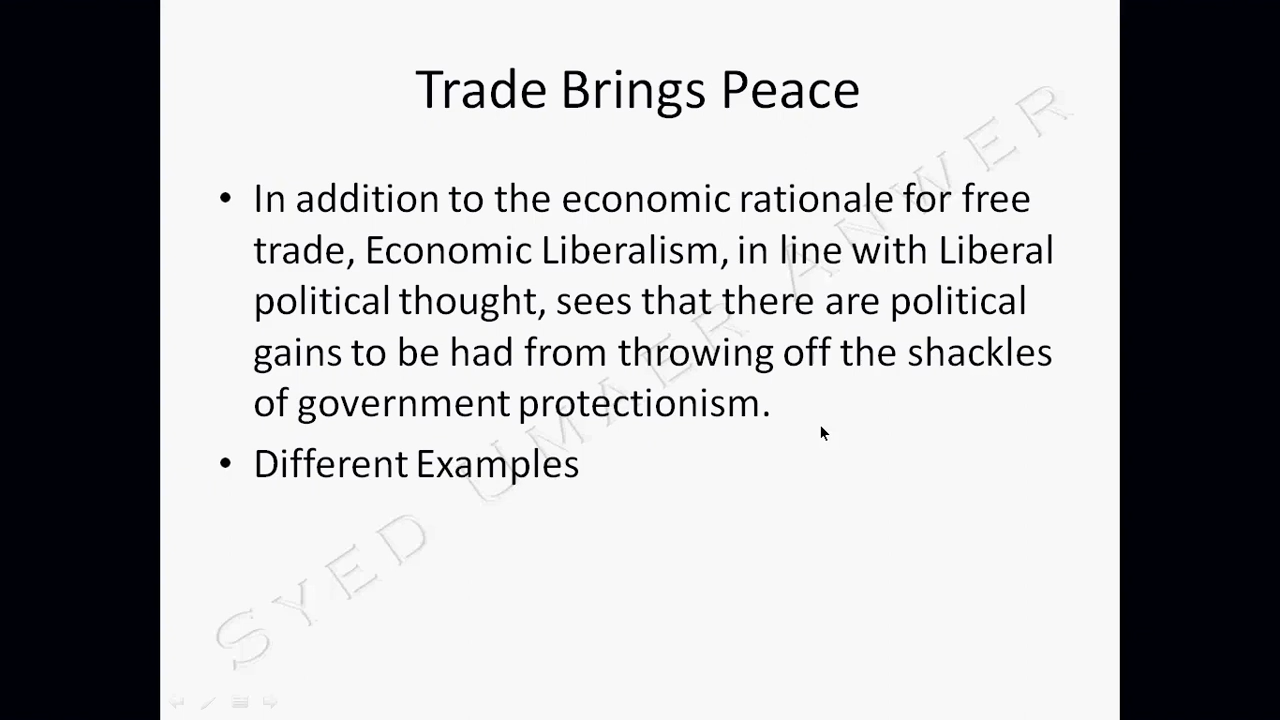 Trade Brings Peace
• In addition to the economic rationale for free
trade, Economic Liberalism, in line with Liberal
political thought, sees that there are political
gains to be had from throwing off the shackles
of government protectionism.
• Different Examples
SYED UMAER ANWER